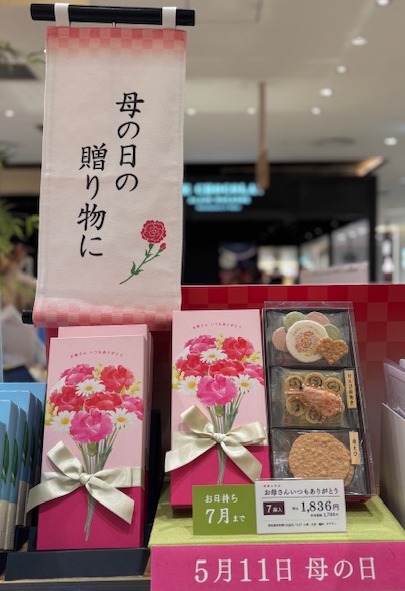 母の日の
贈り物に
お母さん いつもありがとう
お母さん いつもありがとう
お日持ち
7月まで
お母さんいつもありがとう
7袋入
税込 1,836円
5月11日 母の日